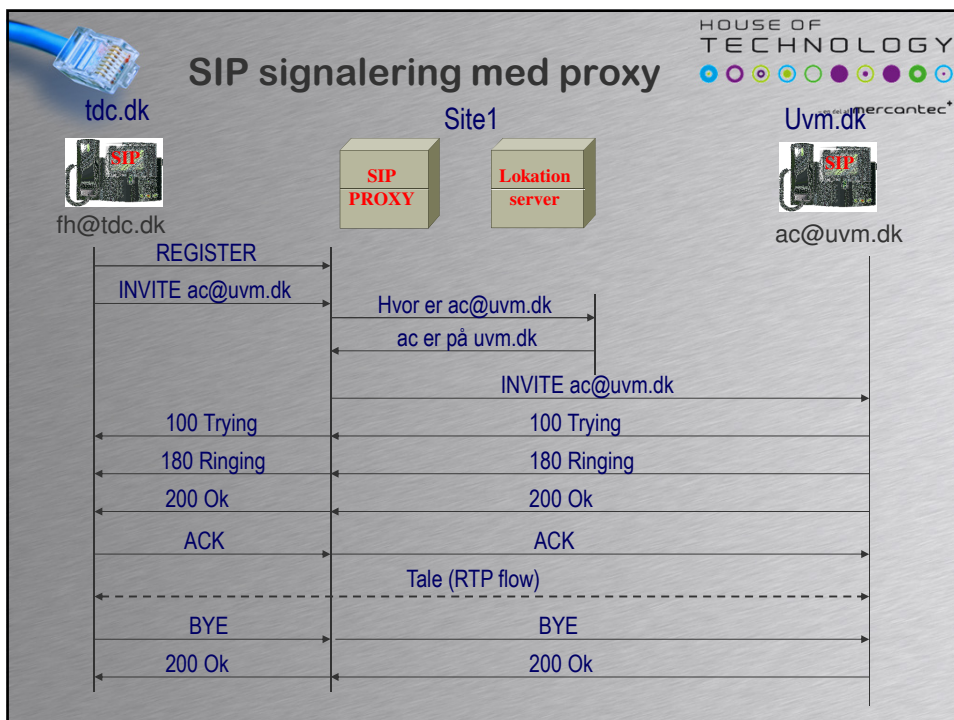 HOUSE OF
TECHNOLOGY
SIP signalering med proxy
mercantec+
tdc.dk
Site1
Uvm.dk
SIP
SIP
PROXY
Lokation
server
SIP
fh@tdc.dk
ac@uvm.dk
REGISTER
INVITE ac@uvm.dk
Hvor er ac@uvm.dk
ac er på uvm.dk
INVITE ac@uvm.dk
100 Trying
100 Trying
180 Ringing
180 Ringing
200 Ok
200 Ok
ACK
ACK
Tale (RTP flow)
BYE
BYE
200 Ok
200 Ok